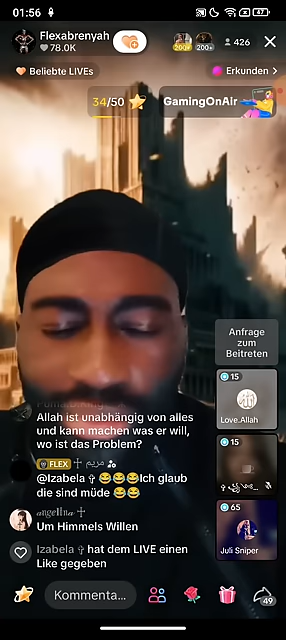 01:56
47
Flexabrenyah
78.0K
200+
200+
426
Beliebte LIVEs
Erkunden >
34/50
GamingOnAir
Anfrage
zum
Beitreten
15
Love.Allah
15
65
Juli Sniper
Allah ist unabhängig von alles
und kann machen was er will,
wo ist das Problem?
FLEX مريم
@Izabela ✞ 😂😂😂Ich glaub
die sind müde 😂😂
𝒶𝓃𝑔𝑒𝓁𝐼𝓃𝒶 ♱
Um Himmels Willen
Izabela ✞ hat dem LIVE einen
Like gegeben
Kommenta...
49